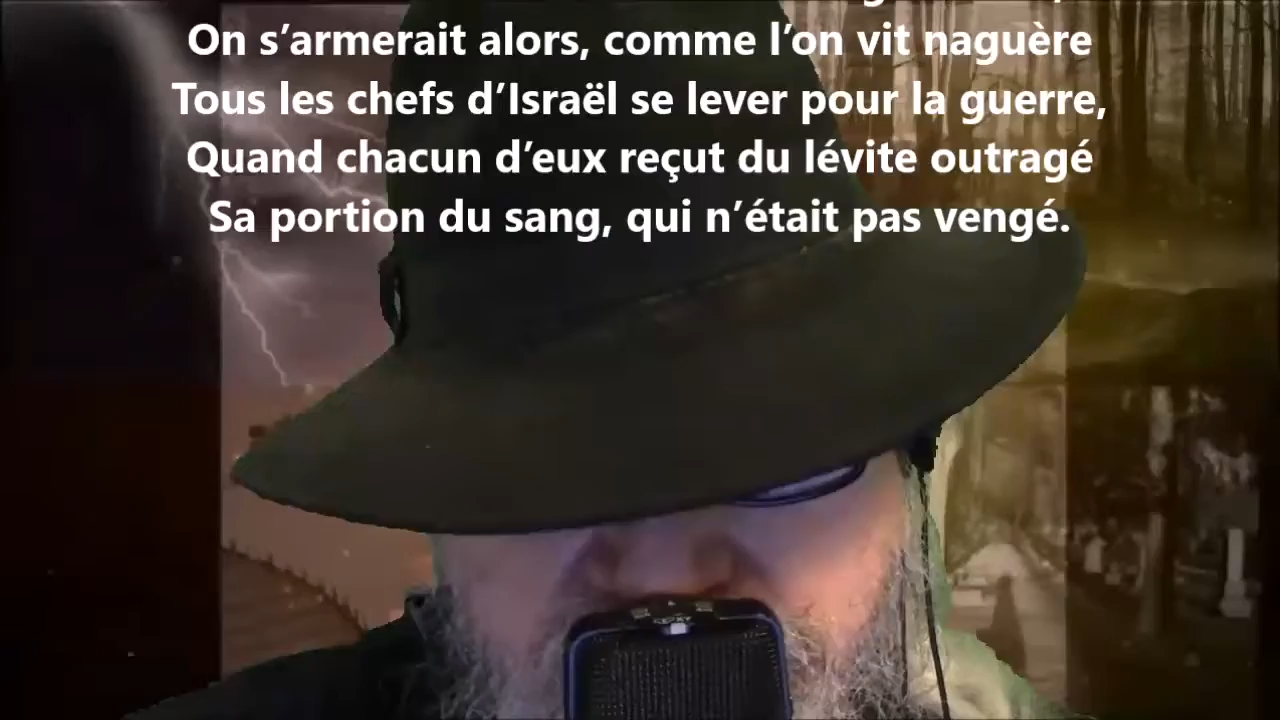 On s’armerait alors, comme l’on vit naguère
Tous les chefs d’Israël se lever pour la guerre,
Quand chacun d’eux reçut du lévite outragé
Sa portion du sang, qui n’était pas vengé.